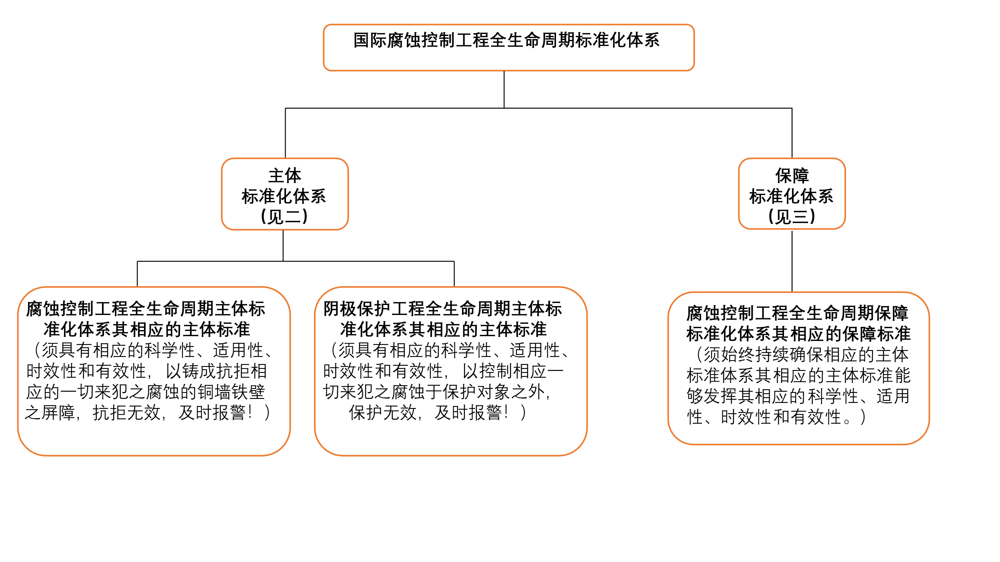 国际腐蚀控制工程全生命周期标准化体系
主体
标准化体系
(见二)
保障
标准化体系
(见三)
腐蚀控制工程全生命周期主体标
准化体系其相应的主体标准
（须具有相应的科学性、适用性、
时效性和有效性，以铸成抗拒相
应的一切来犯之腐蚀的铜墙铁壁
之屏障，抗拒无效，及时报警！）
阴极保护工程全生命周期主体标
准化体系其相应的主体标准
（须具有相应的科学性、适用性、
时效性和有效性，以控制相应一
切来犯之腐蚀于保护对象之外，
保护无效，及时报警！）
腐蚀控制工程全生命周期保障
标准化体系其相应的保障标准
（须始终持续确保相应的主体
标准体系其相应的主体标准能
够发挥其相应的科学性、适用
性、时效性和有效性。）